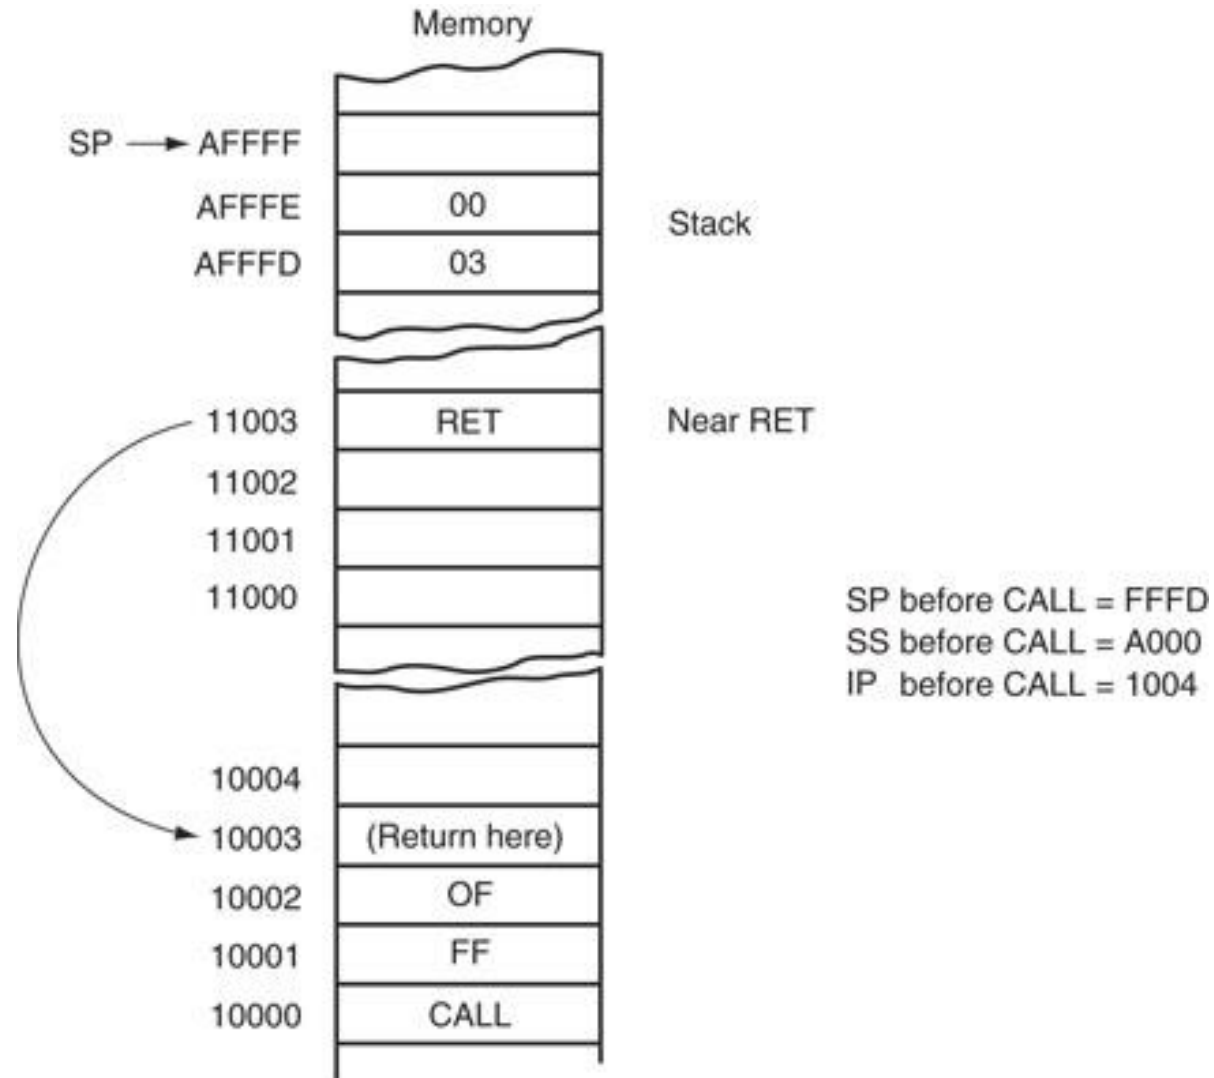 Memory
SP AFFFF
AFFFE 00
Stack
AFFFD 03
11003 RET Near RET
11002
11001
11000
SP before CALL = FFFD
SS before CALL = A000
IP before CALL = 1004
10004
10003 (Return here)
10002 OF
10001 FF
10000 CALL